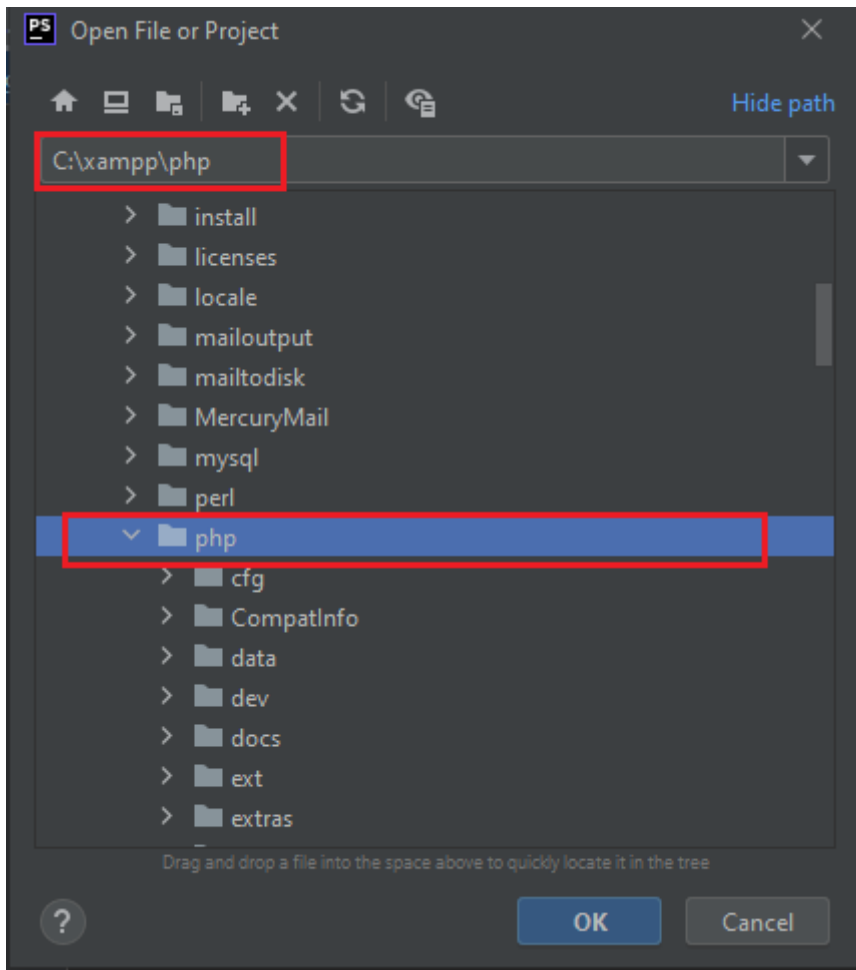 PS Open File or Project
Hide path
C:\xampp\php
install
licenses
locale
mailoutput
mailtodisk
MercuryMail
mysql
perl
php
cfg
CompatInfo
data
dev
docs
ext
extras
Drag and drop a file into the space above to quickly locate it in the tree
? OK Cancel